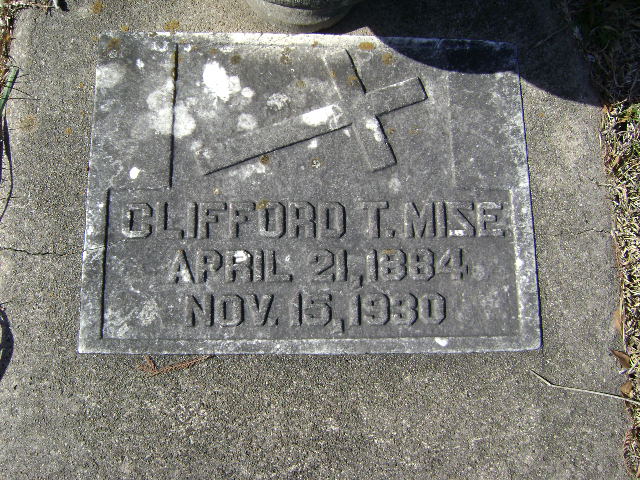 CLIFFORD T. MISE
APRIL 21, 1884
NOV. 15, 1930